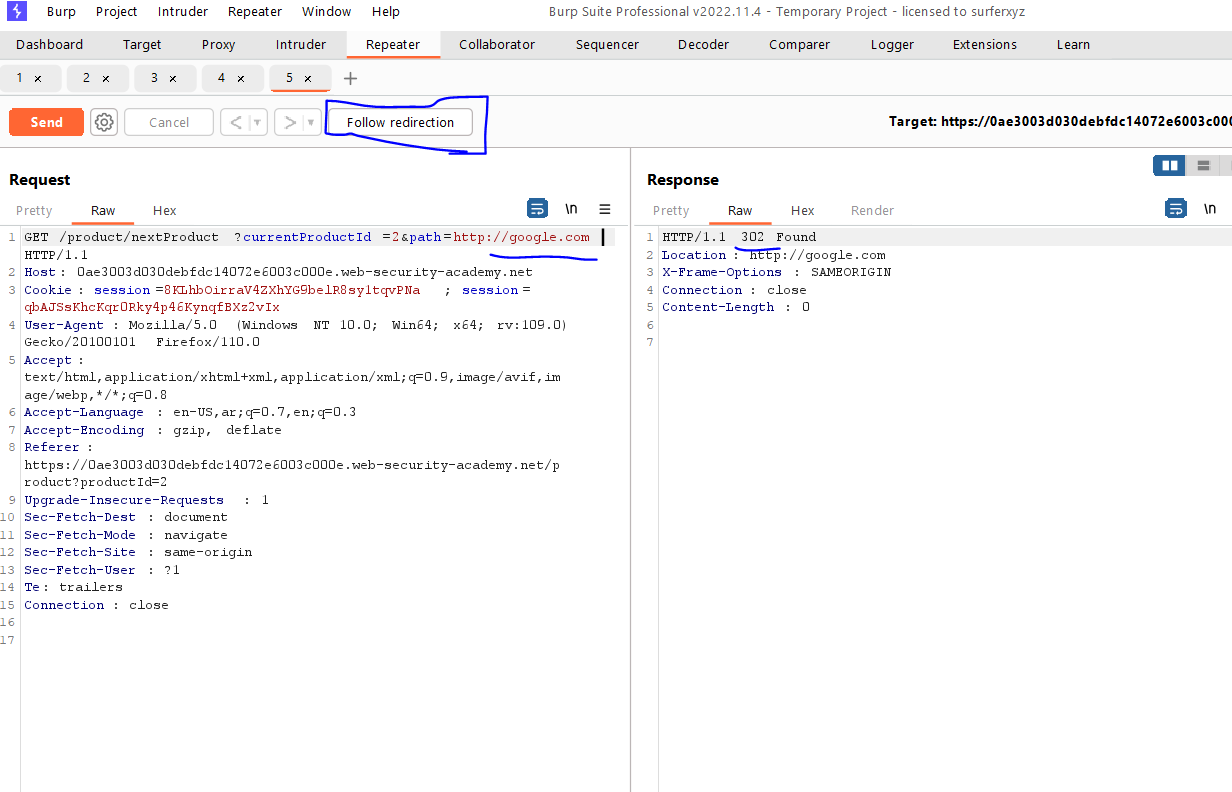 Burp Project Intruder Repeater Window Help Burp Suite Professional v2022.11.4 - Temporary Project - licensed to surferxyz
Dashboard Target Proxy Intruder Repeater Collaborator Sequencer Decoder Comparer Logger Extensions Learn
1 × 2 × 3 × 4 × 5 × +
Send Cancel < > Follow redirection Target: https://0ae3003d030debfdc14072e6003c000
Request
Pretty Raw Hex \n
1 GET /product/nextProduct ?currentProductId =2&path=http://google.com
HTTP/1.1
2 Host: 0ae3003d030debfdc14072e6003c000e.web-security-academy.net
3 Cookie: session=8KLhbOirraV4ZXhYG9belR8sy1tqvPNa ; session=
qbAJSsKhcKqr0Rky4p46KynqfBXz2vIx
4 User-Agent : Mozilla/5.0 (Windows NT 10.0; Win64; x64; rv:109.0)
Gecko/20100101 Firefox/110.0
5 Accept :
text/html,application/xhtml+xml,application/xml;q=0.9,image/avif,im
age/webp,*/*;q=0.8
6 Accept-Language : en-US,ar;q=0.7,en;q=0.3
7 Accept-Encoding : gzip, deflate
8 Referer :
https://0ae3003d030debfdc14072e6003c000e.web-security-academy.net/p
roduct?productId=2
9 Upgrade-Insecure-Requests : 1
10 Sec-Fetch-Dest : document
11 Sec-Fetch-Mode : navigate
12 Sec-Fetch-Site : same-origin
13 Sec-Fetch-User : ?1
14 Te: trailers
15 Connection : close
16
17
Response
Pretty Raw Hex Render \n
1 HTTP/1.1 302 Found
2 Location : http://google.com
3 X-Frame-Options : SAMEORIGIN
4 Connection : close
5 Content-Length : 0
6
7